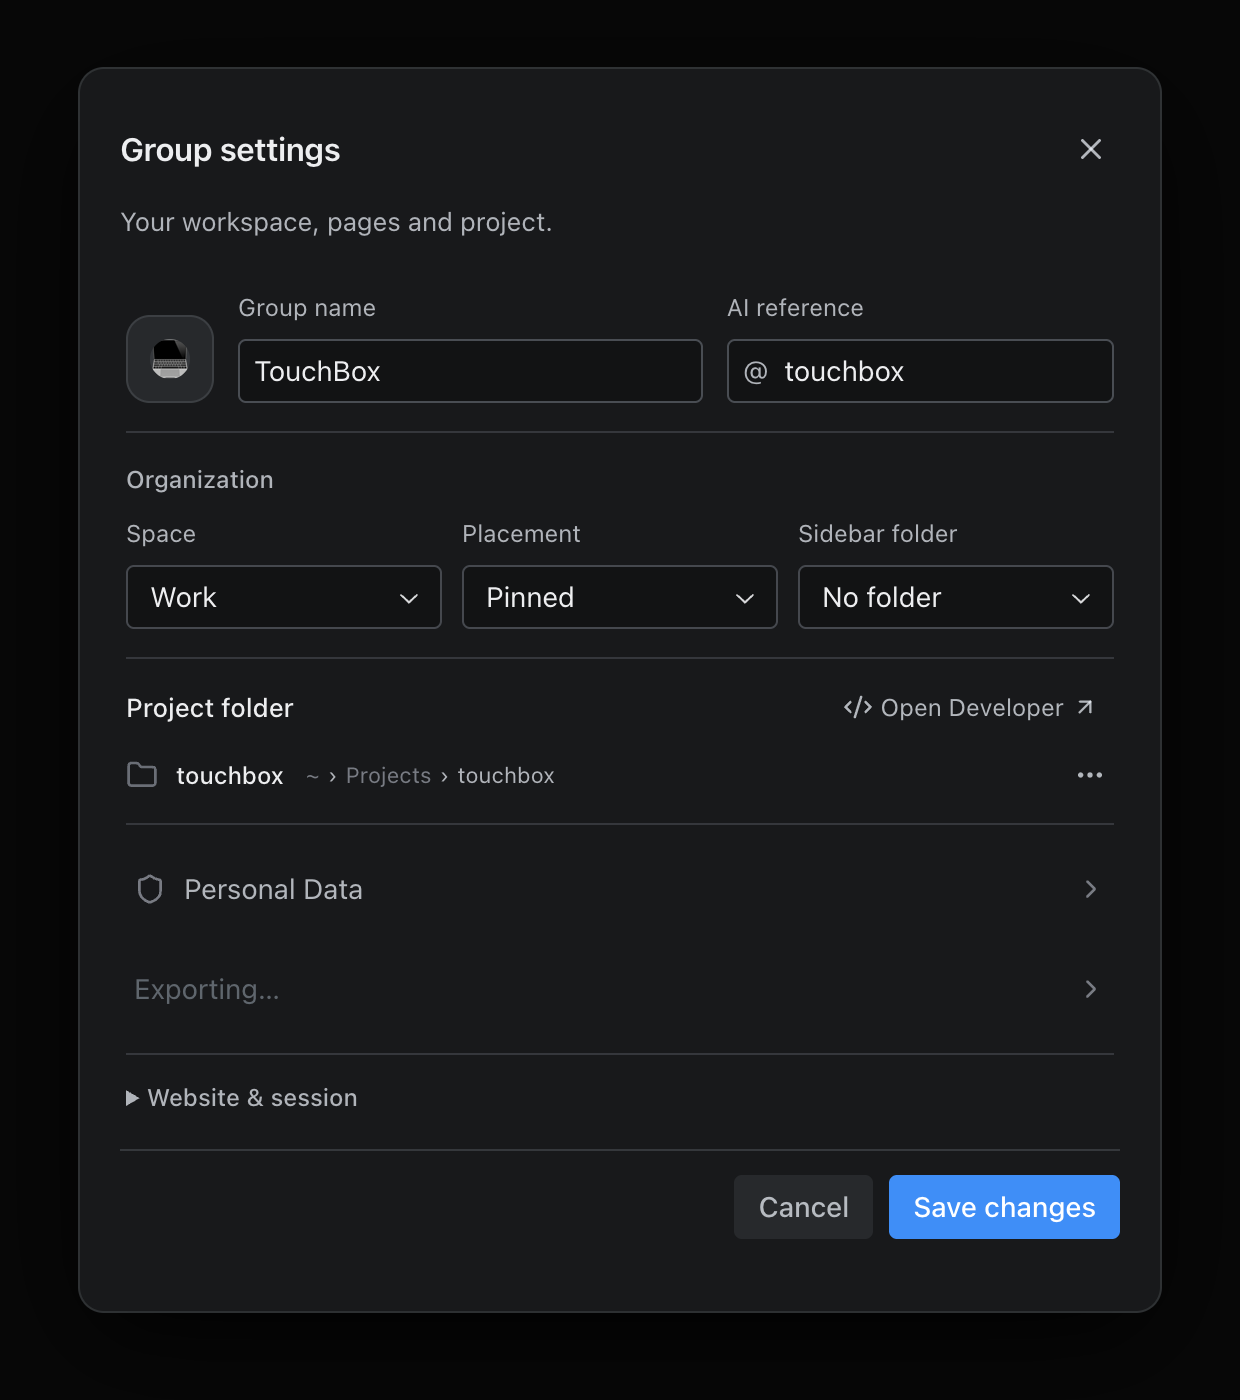 Group settings
Your workspace, pages and project.
Group name
AI reference
TouchBox
@ touchbox
Organization
Space
Placement
Sidebar folder
Work
Pinned
No folder
Project folder
</> Open Developer
touchbox ~ › Projects › touchbox
Personal Data
Exporting...
Website & session
Cancel
Save changes